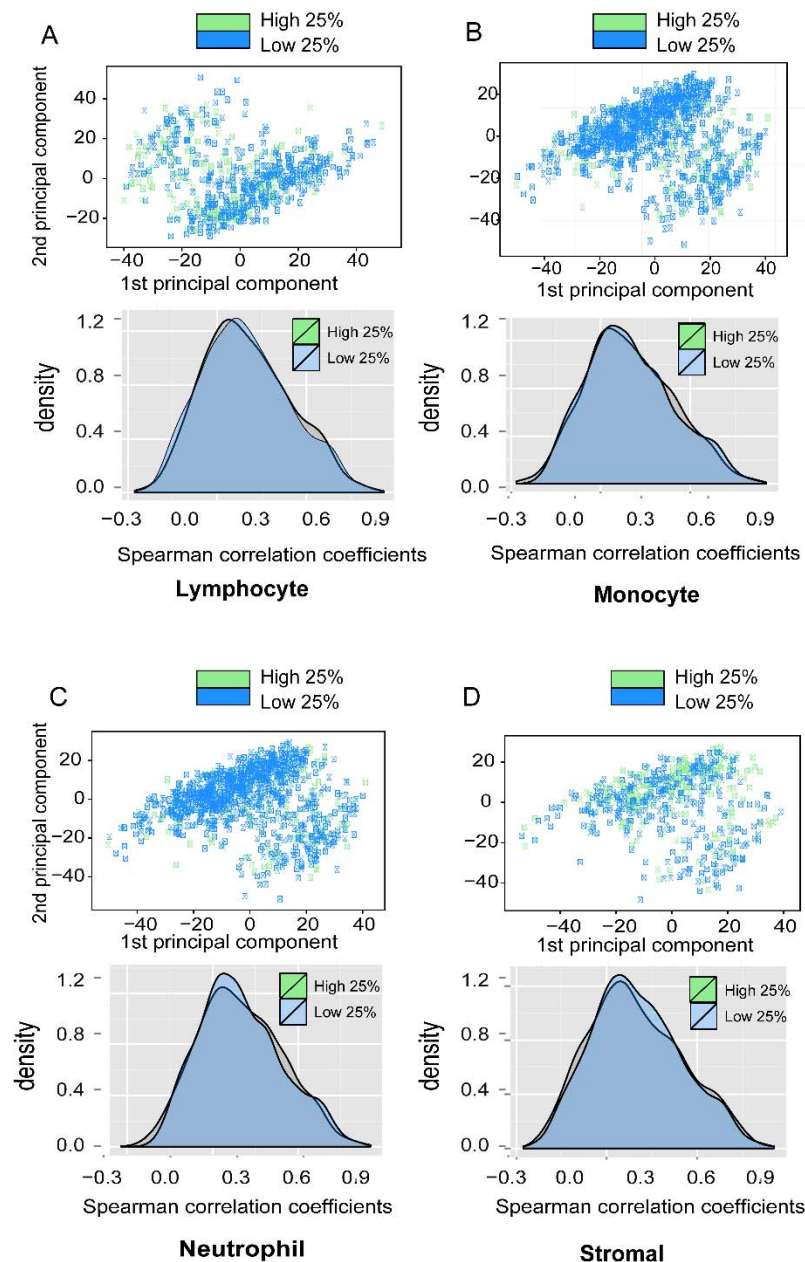 A
High 25%
Low 25%
2nd principal component
40
20
0
−20
−40 −20 0 20 40
1st principal component
density
1.2
0.8
0.4
0.0
High 25%
Low 25%
−0.3 0.0 0.3 0.6 0.9
Spearman correlation coefficients
Lymphocyte
B
High 25%
Low 25%
20
0
−20
−40
−40 −20 0 20 40
1st principal component
density
1.2
0.8
0.4
0.0
High 25%
Low 25%
−0.3 0.0 0.3 0.6 0.9
Spearman correlation coefficients
Monocyte
C
High 25%
Low 25%
2nd principal component
20
0
−20
−40
−40 −20 0 20 40
1st principal component
density
1.2
0.8
0.4
0.0
High 25%
Low 25%
−0.3 0.0 0.3 0.6 0.9
Spearman correlation coefficients
Neutrophil
D
High 25%
Low 25%
20
0
−20
−40
−40 −20 0 20 40
1st principal component
density
1.2
0.8
0.4
0.0
High 25%
Low 25%
−0.3 0.0 0.3 0.6 0.9
Spearman correlation coefficients
Stromal